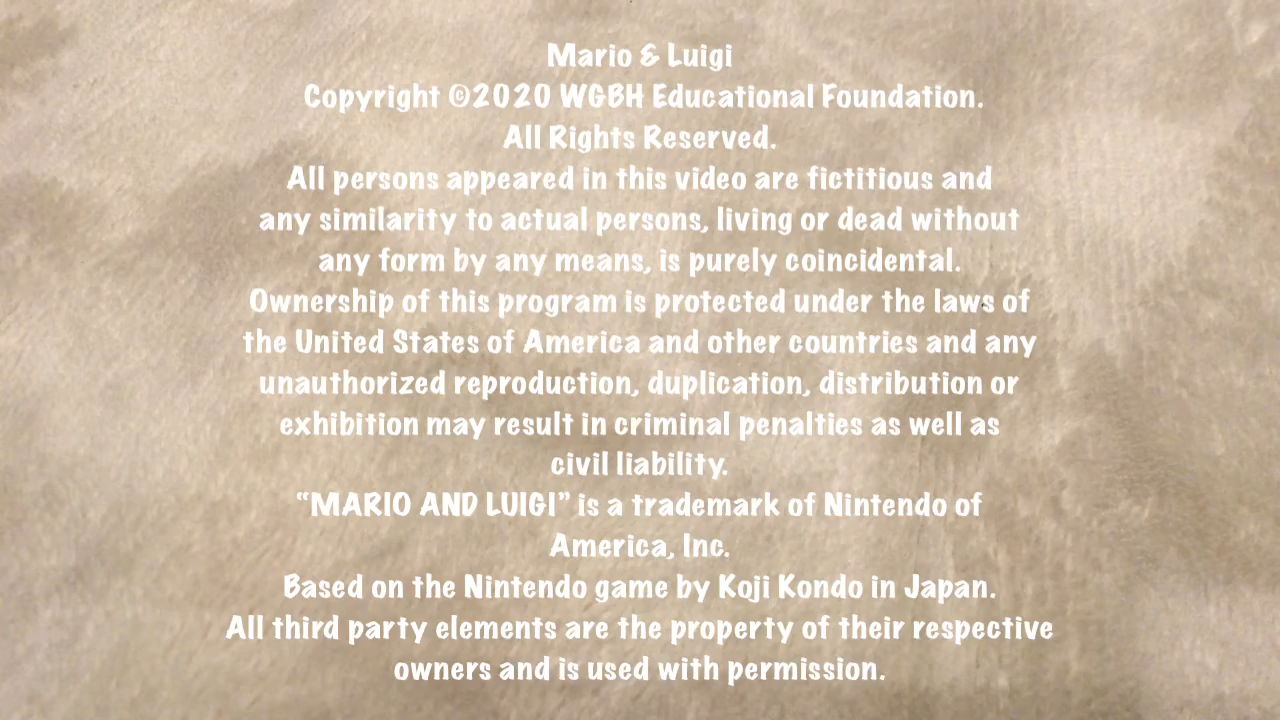 Mario & Luigi
Copyright ©2020 WGBH Educational Foundation.
All Rights Reserved.
All persons appeared in this video are fictitious and
any similarity to actual persons, living or dead without
any form by any means, is purely coincidental.
Ownership of this program is protected under the laws of
the United States of America and other countries and any
unauthorized reproduction, duplication, distribution or
exhibition may result in criminal penalties as well as
civil liability.
“MARIO AND LUIGI” is a trademark of Nintendo of
America, Inc.
Based on the Nintendo game by Koji Kondo in Japan.
All third party elements are the property of their respective
owners and is used with permission.